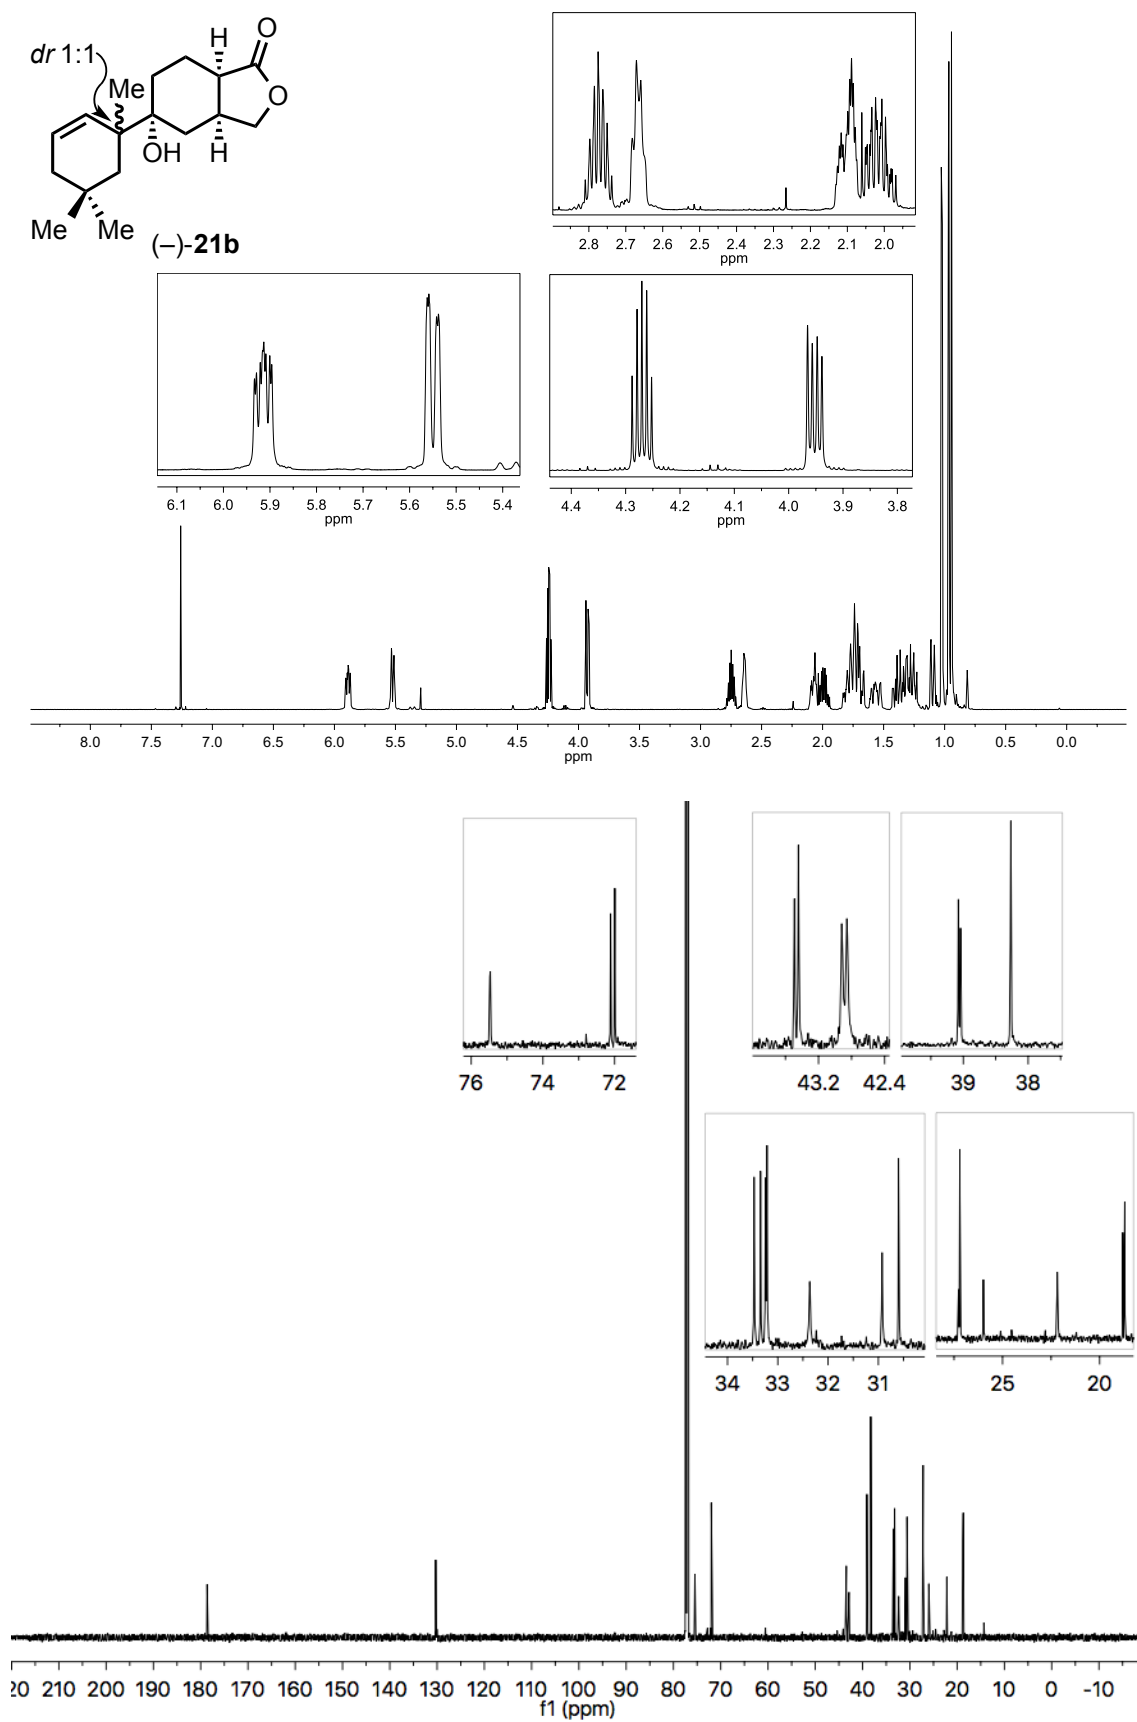 O
H
dr 1:1
Me
O
OH
H
Me
Me
(–)-21b
2.8 2.7 2.6 2.5 2.4 2.3 2.2 2.1 2.0
ppm
6.1 6.0 5.9 5.8 5.7 5.6 5.5 5.4
ppm
4.4 4.3 4.2 4.1 4.0 3.9 3.8
ppm
8.0 7.5 7.0 6.5 6.0 5.5 5.0 4.5 4.0 3.5 3.0 2.5 2.0 1.5 1.0 0.5 0.0
ppm
76 74 72
43.2 42.4
39 38
34 33 32 31
25 20
20 210 200 190 180 170 160 150 140 130 120 110 100 90 80 70 60 50 40 30 20 10 0 -10
f1 (ppm)